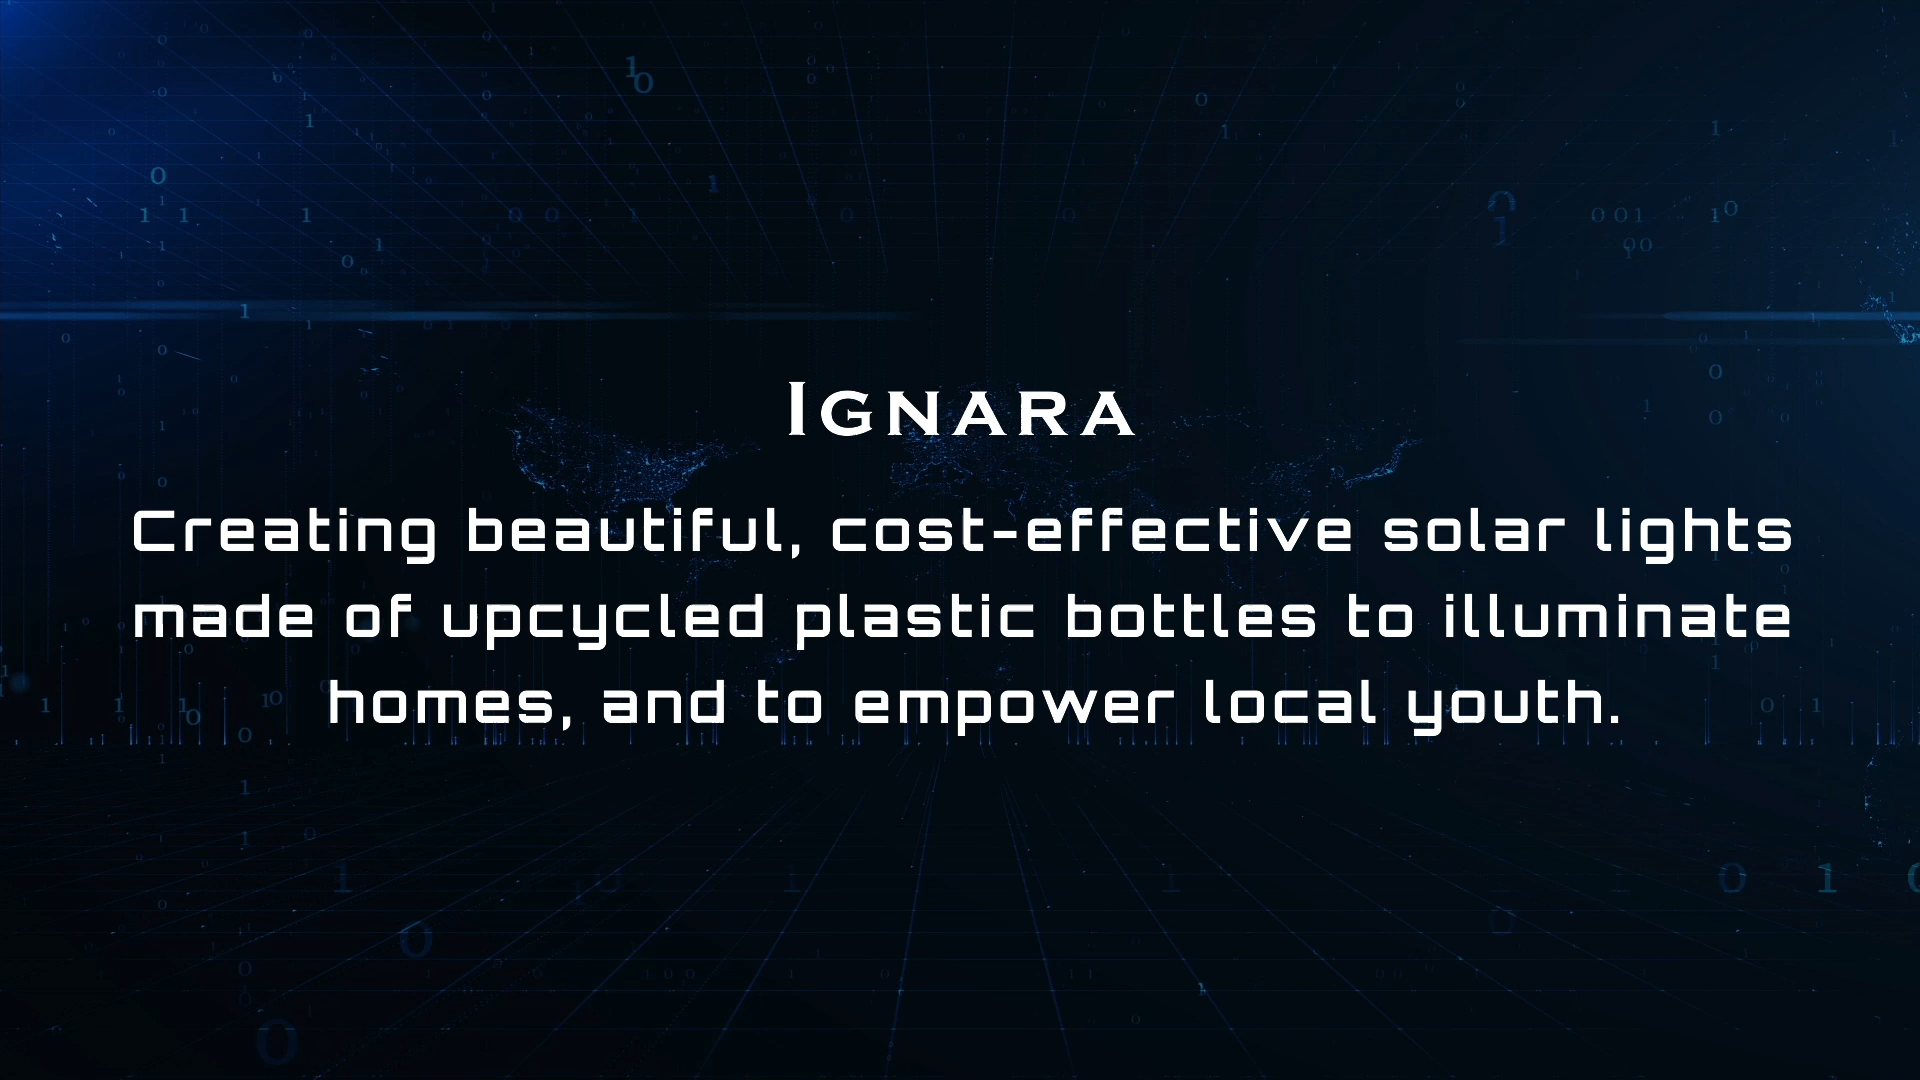 Ignara
Creating beautiful, cost-effective solar lights
made of upcycled plastic bottles to illuminate
homes, and to empower local youth.